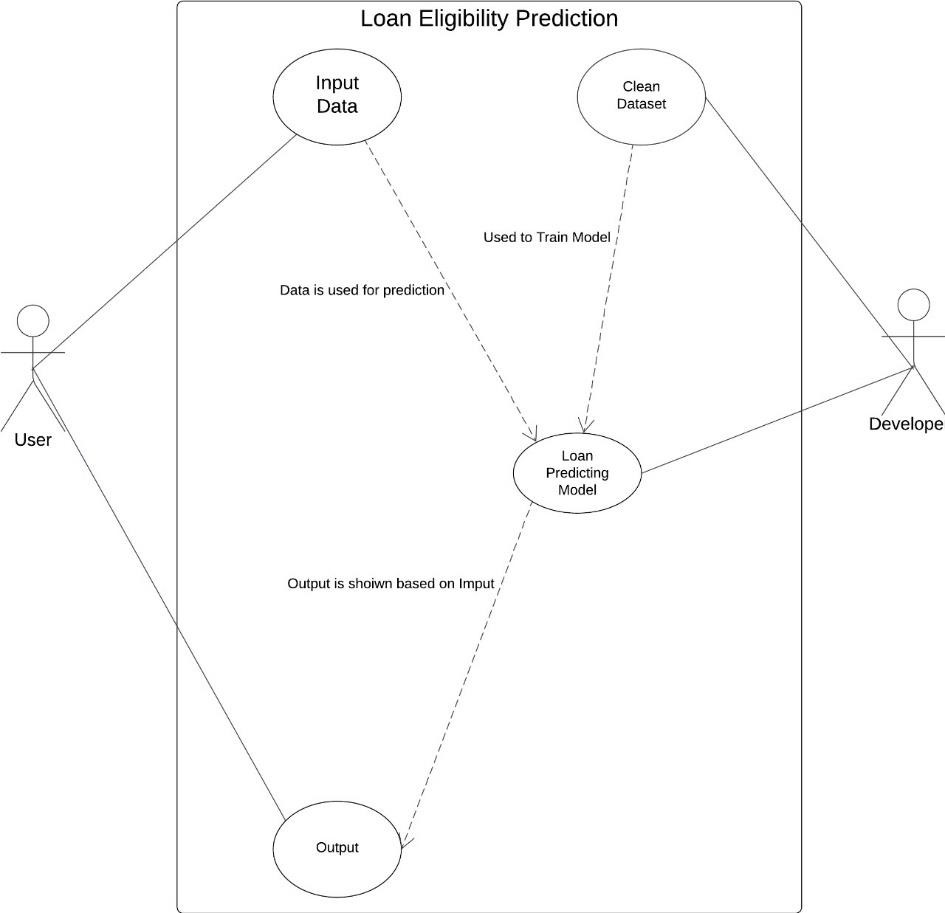 Loan Eligibility Prediction
Input
Data
Clean
Dataset
Used to Train Model
Data is used for prediction
User
Develope
Loan
Predicting
Model
Output is shoiwn based on Imput
Output